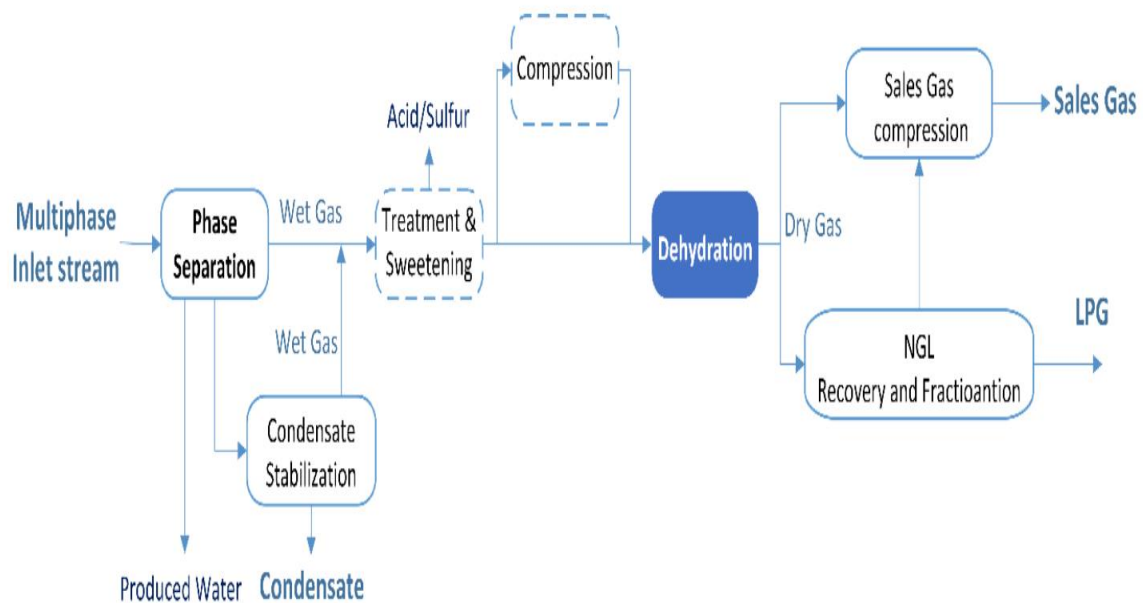 Compression
Acid/Sulfur
Sales Gas
compression
Sales Gas
Multiphase
Inlet stream
Phase
Separation
Wet Gas
Treatment &
Sweetening
Dehydration
Dry Gas
Wet Gas
LPG
NGL
Recovery and Fractioantion
Condensate
Stabilization
Produced Water
Condensate